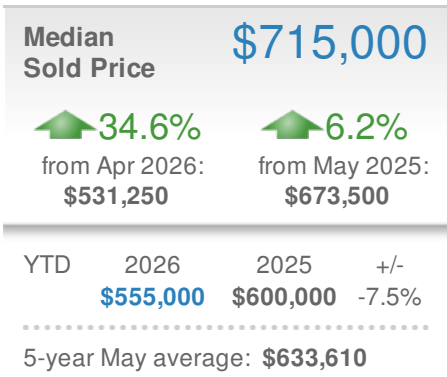 Median $715,000
Sold Price
34.6% 6.2%
from Apr 2026: from May 2025:
$531,250 $673,500
YTD 2026 2025 +/-
$555,000 $600,000 -7.5%
5-year May average: $633,610